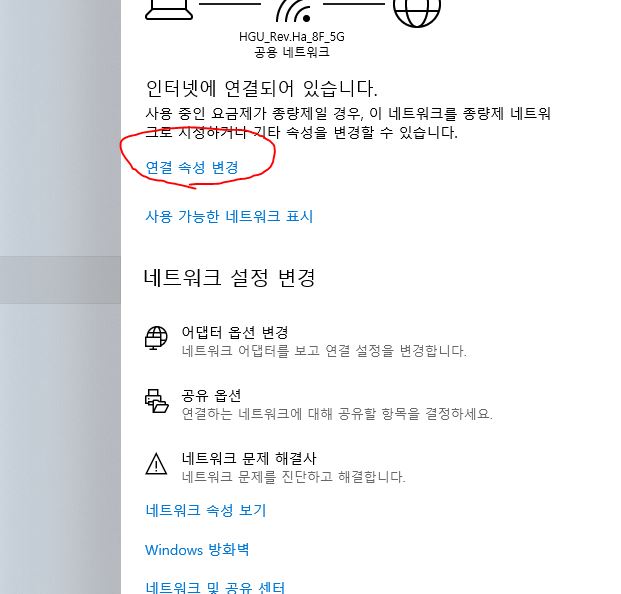 HGU_Rev.Ha_8F_5G
공용 네트워크
인터넷에 연결되어 있습니다.
사용 중인 요금제가 종량제일 경우, 이 네트워크를 종량제 네트워
크로 지정하거나 기타 속성을 변경할 수 있습니다.
연결 속성 변경
사용 가능한 네트워크 표시
네트워크 설정 변경
어댑터 옵션 변경
네트워크 어댑터를 보고 연결 설정을 변경합니다.
공유 옵션
연결하는 네트워크에 대해 공유할 항목을 결정하세요.
네트워크 문제 해결사
네트워크 문제를 진단하고 해결합니다.
네트워크 속성 보기
Windows 방화벽
네트워크 및 공유 센터